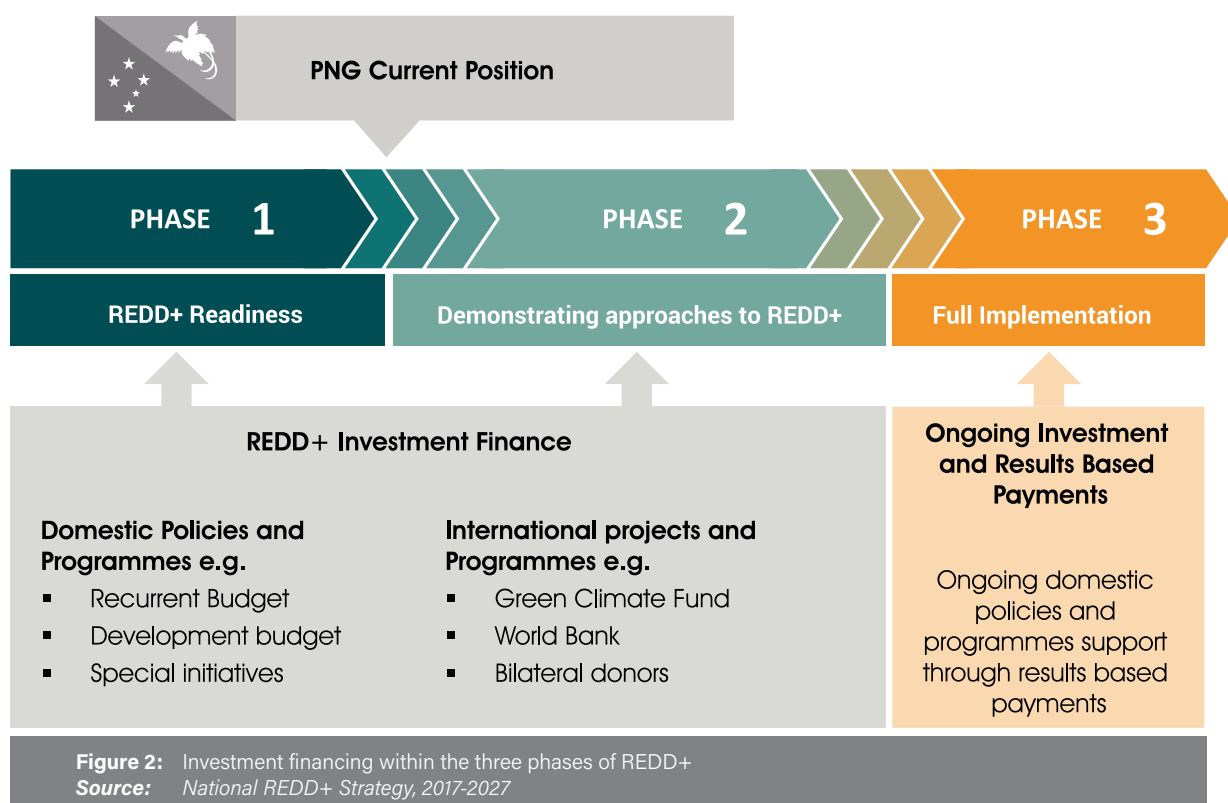 PNG Current Position
PHASE 1
PHASE 2
PHASE 3
REDD+ Readiness
Demonstrating approaches to REDD+
Full Implementation
REDD+ Investment Finance
Domestic Policies and
Programmes e.g.
▪ Recurrent Budget
▪ Development budget
▪ Special initiatives
International projects and
Programmes e.g.
▪ Green Climate Fund
▪ World Bank
▪ Bilateral donors
Ongoing Investment
and Results Based
Payments
Ongoing domestic
policies and
programmes support
through results based
payments
Figure 2: Investment financing within the three phases of REDD+
Source: National REDD+ Strategy, 2017-2027